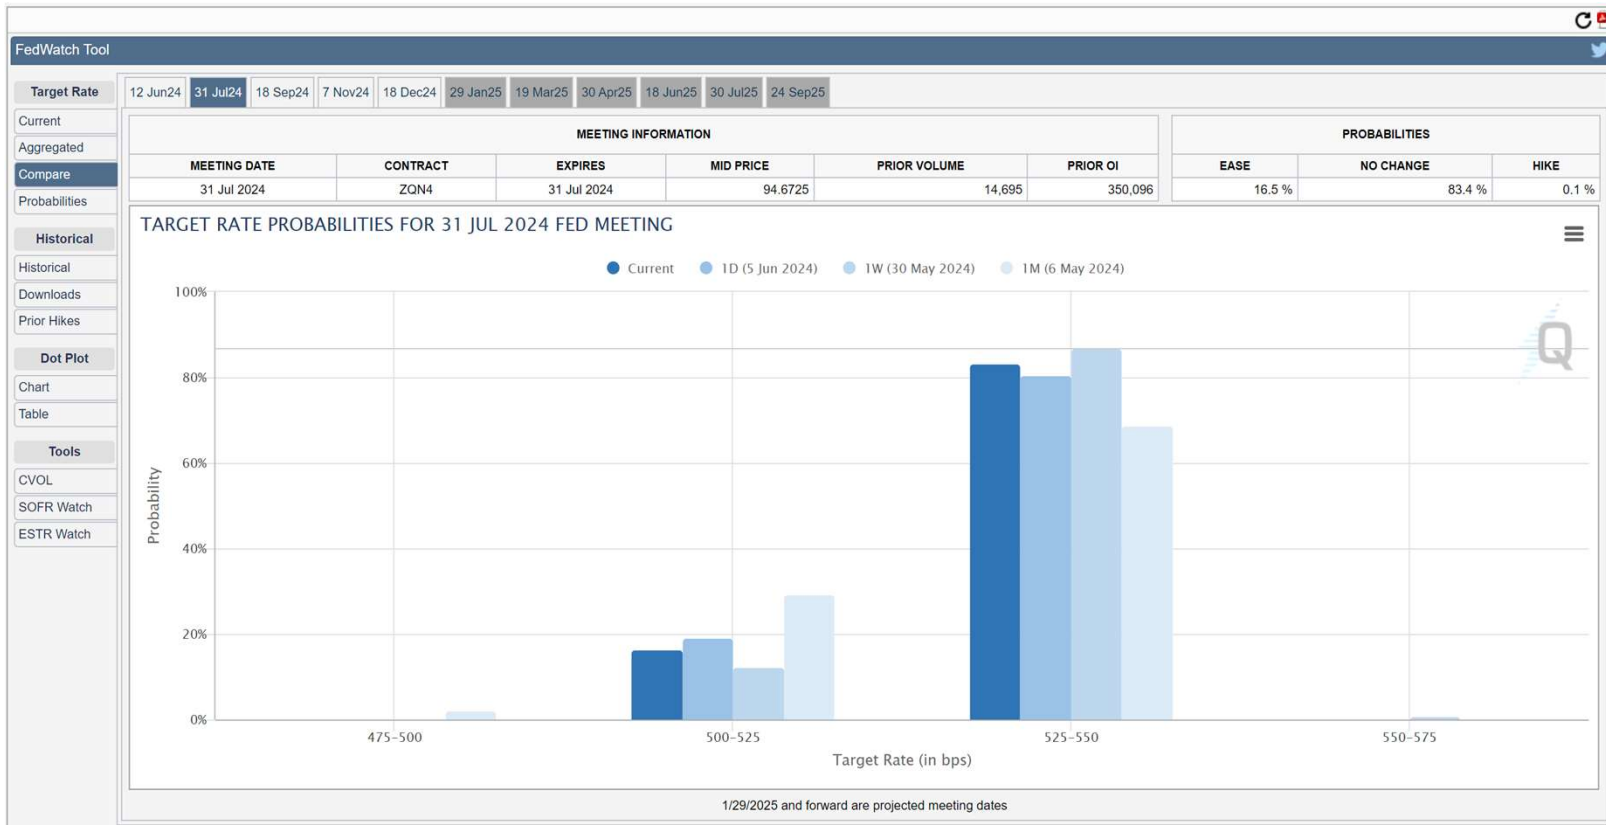 FedWatch Tool
Target Rate
Current
Aggregated
Compare
Probabilities
Historical
Historical
Downloads
Prior Hikes
Dot Plot
Chart
Table
Tools
CVOL
SOFR Watch
ESTR Watch
12 Jun24 31 Jul24 18 Sep24 7 Nov24 18 Dec24 29 Jan25 19 Mar25 30 Apr25 18 Jun25 30 Jul25 24 Sep25
MEETING INFORMATION
MEETING DATE CONTRACT EXPIRES MID PRICE PRIOR VOLUME PRIOR OI
31 Jul 2024 ZQN4 31 Jul 2024 94.6725 14,695 350,096
PROBABILITIES
EASE NO CHANGE HIKE
16.5 % 83.4 % 0.1 %
TARGET RATE PROBABILITIES FOR 31 JUL 2024 FED MEETING
Current 1D (5 Jun 2024) 1W (30 May 2024) 1M (6 May 2024)
Probability
100%
80%
60%
40%
20%
0%
Q
475-500 500-525 525-550 550-575
Target Rate (in bps)
1/29/2025 and forward are projected meeting dates